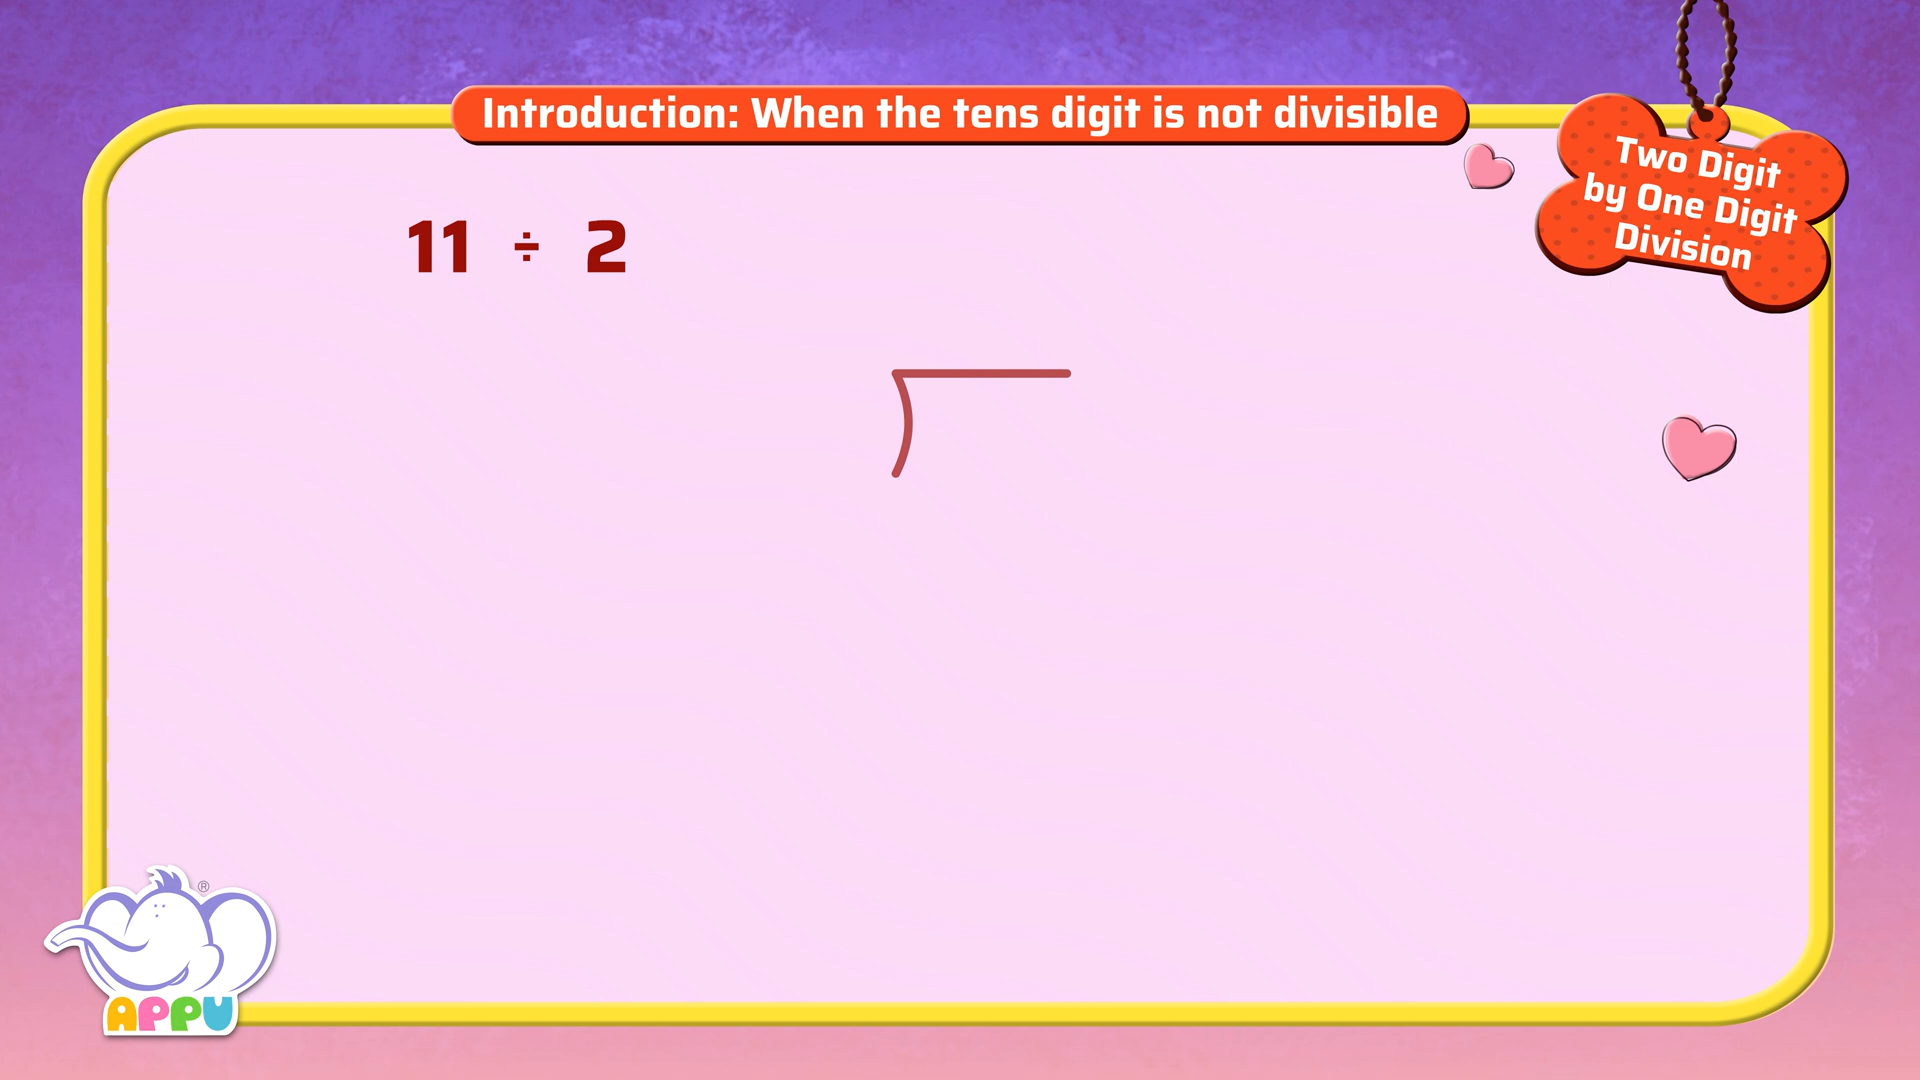 Introduction: When the tens digit is not divisible
Two Digit
by One Digit
Division
11 ÷ 2
®
APPU